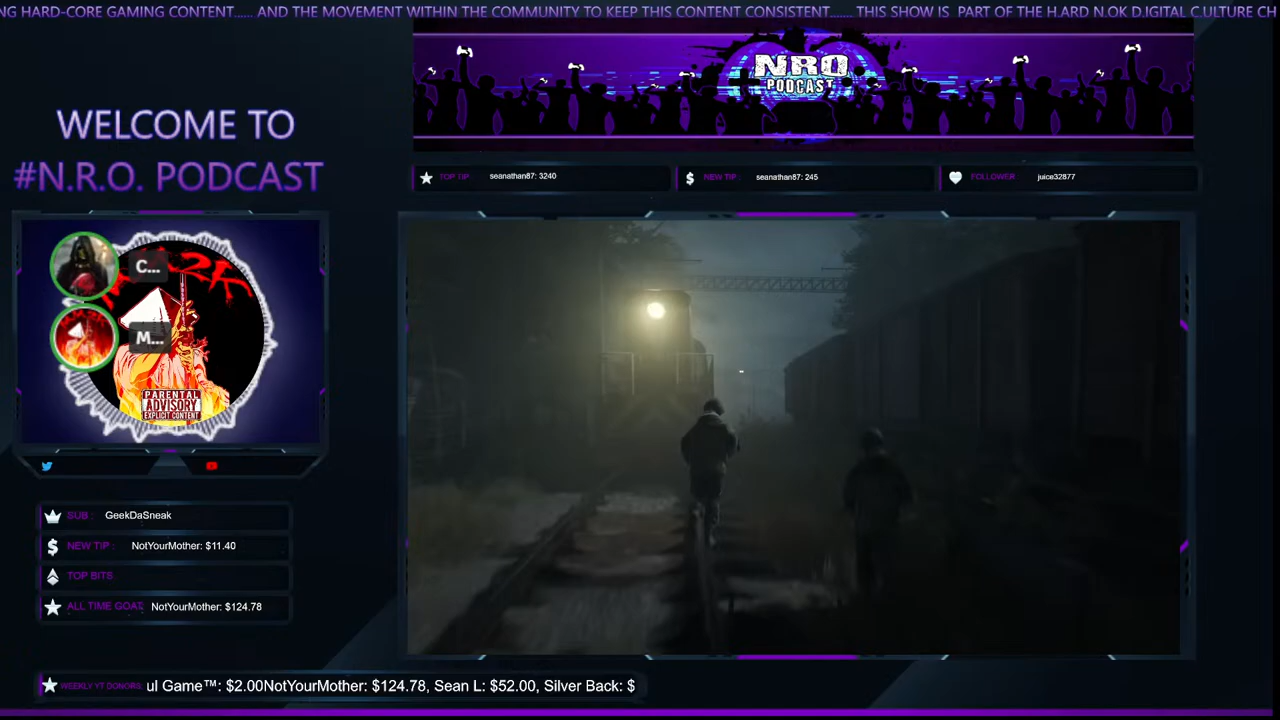 NG HARD-CORE GAMING CONTENT...... AND THE MOVEMENT WITHIN THE COMMUNITY TO KEEP THIS CONTENT CONSISTENT....... THIS SHOW IS PART OF THE H.ARD N.OK D.IGITAL C.ULTURE CH
NRO
PODCAST
WELCOME TO
#N.R.O. PODCAST
TOP TIP : seanathan87: 3240
NEW TIP : seanathan87: 245
FOLLOWER : juice32877
C...
M...
PARENTAL
ADVISORY
EXPLICIT CONTENT
SUB : GeekDaSneak
NEW TIP : NotYourMother: $11.40
TOP BITS
ALL TIME GOAT: NotYourMother: $124.78
WEEKLY YT DONORS: ul Game™: $2.00NotYourMother: $124.78, Sean L: $52.00, Silver Back: $